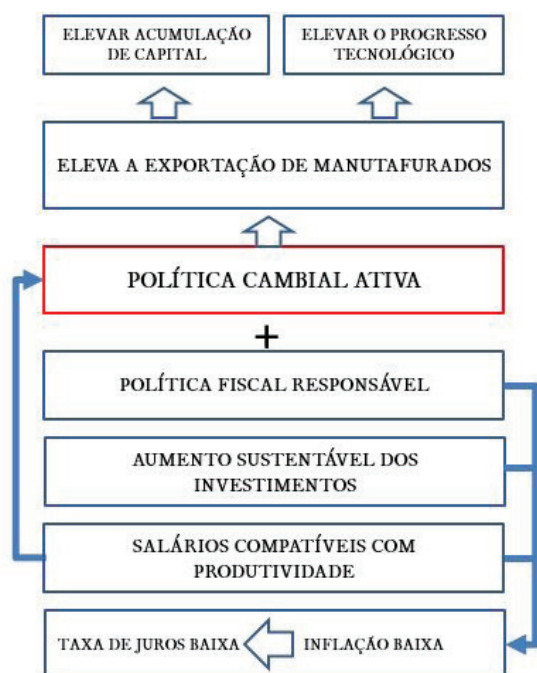 ELEVAR ACUMULAÇÃO
DE CAPITAL
ELEVAR O PROGRESSO
TECNOLÓGICO
ELEVA A EXPORTAÇÃO DE MANUTAFURADOS
POLÍTICA CAMBIAL ATIVA
+
POLÍTICA FISCAL RESPONSÁVEL
AUMENTO SUSTENTÁVEL DOS
INVESTIMENTOS
SALÁRIOS COMPATÍVEIS COM
PRODUTIVIDADE
TAXA DE JUROS BAIXA
INFLAÇÃO BAIXA